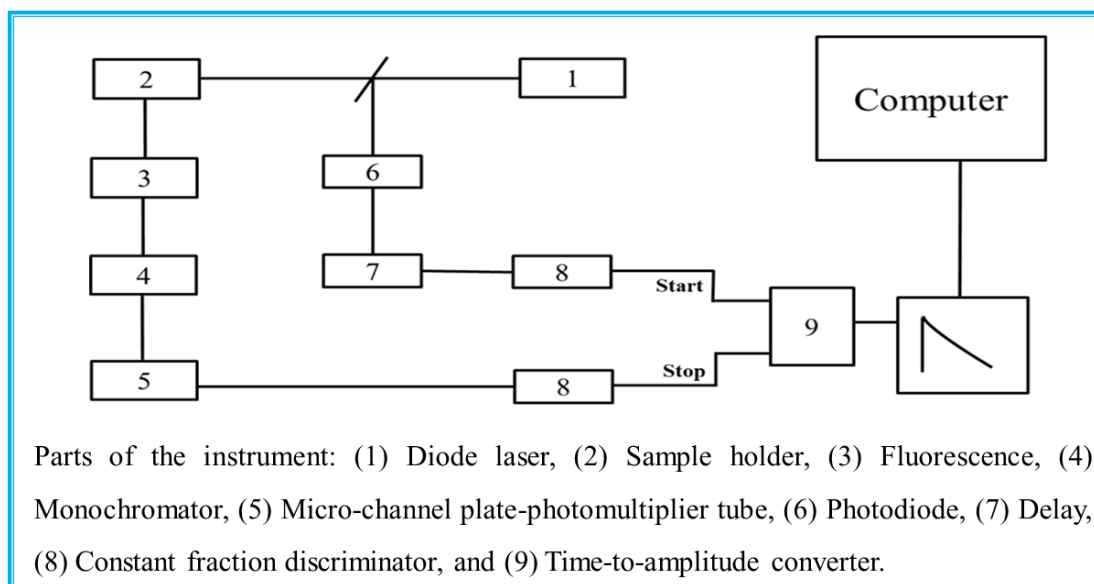 2
1
Computer
3
6
4
7
8
Start
9
5
8
Stop
Parts of the instrument: (1) Diode laser, (2) Sample holder, (3) Fluorescence, (4)
Monochromator, (5) Micro-channel plate-photomultiplier tube, (6) Photodiode, (7) Delay,
(8) Constant fraction discriminator, and (9) Time-to-amplitude converter.